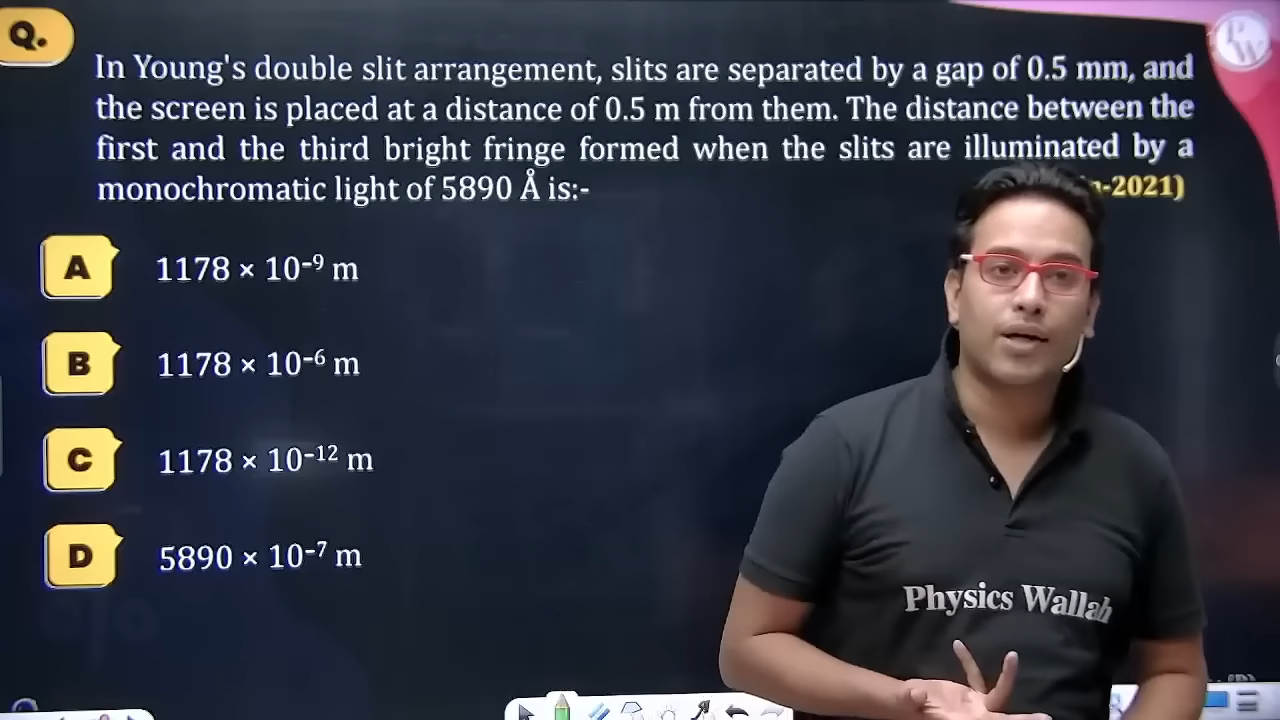 Q.
PW
In Young's double slit arrangement, slits are separated by a gap of 0.5 mm, and
the screen is placed at a distance of 0.5 m from them. The distance between the
first and the third bright fringe formed when the slits are illuminated by a
monochromatic light of 5890 Å is:-
-2021)
A
1178 × 10⁻⁹ m
B
1178 × 10⁻⁶ m
C
1178 × 10⁻¹² m
D
5890 × 10⁻⁷ m
Physics Wallah